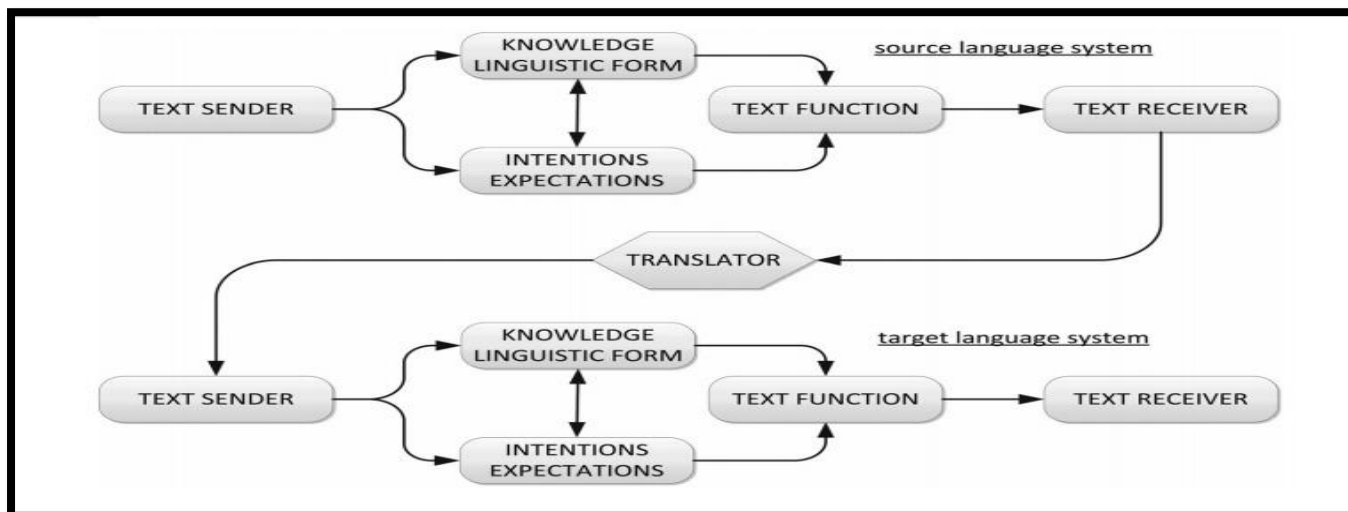 KNOWLEDGE
LINGUISTIC FORM
source language system
TEXT SENDER
TEXT FUNCTION
TEXT RECEIVER
INTENTIONS
EXPECTATIONS
TRANSLATOR
KNOWLEDGE
LINGUISTIC FORM
target language system
TEXT SENDER
TEXT FUNCTION
TEXT RECEIVER
INTENTIONS
EXPECTATIONS